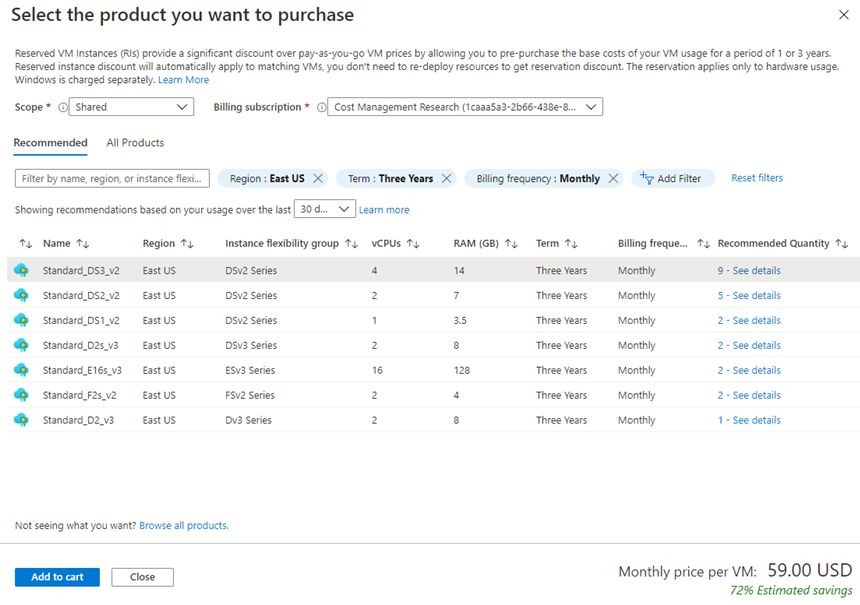 Select the product you want to purchase
Reserved VM Instances (RIs) provide a significant discount over pay-as-you-go VM prices by allowing you to pre-purchase the base costs of your VM usage for a period of 1 or 3 years.
Reserved instance discount will automatically apply to matching VMs, you don't need to re-deploy resources to get reservation discount. The reservation applies only to hardware usage.
Windows is charged separately. Learn More
Scope * Shared Billing subscription * Cost Management Research (1caaa5a3-2b66-438e-8...
Recommended All Products
Filter by name, region, or instance flexi... Region : East US Term : Three Years Billing frequency : Monthly Add Filter Reset filters
Showing recommendations based on your usage over the last 30 d... Learn more
Name Region Instance flexibility group vCPUs RAM (GB) Term Billing freque... Recommended Quantity
Standard_DS3_v2 East US DSv2 Series 4 14 Three Years Monthly 9 - See details
Standard_DS2_v2 East US DSv2 Series 2 7 Three Years Monthly 5 - See details
Standard_DS1_v2 East US DSv2 Series 1 3.5 Three Years Monthly 2 - See details
Standard_D2s_v3 East US DSv3 Series 2 8 Three Years Monthly 2 - See details
Standard_E16s_v3 East US ESv3 Series 16 128 Three Years Monthly 2 - See details
Standard_F2s_v2 East US FSv2 Series 2 4 Three Years Monthly 2 - See details
Standard_D2_v3 East US Dv3 Series 2 8 Three Years Monthly 1 - See details
Not seeing what you want? Browse all products.
Add to cart Close Monthly price per VM: 59.00 USD
72% Estimated savings